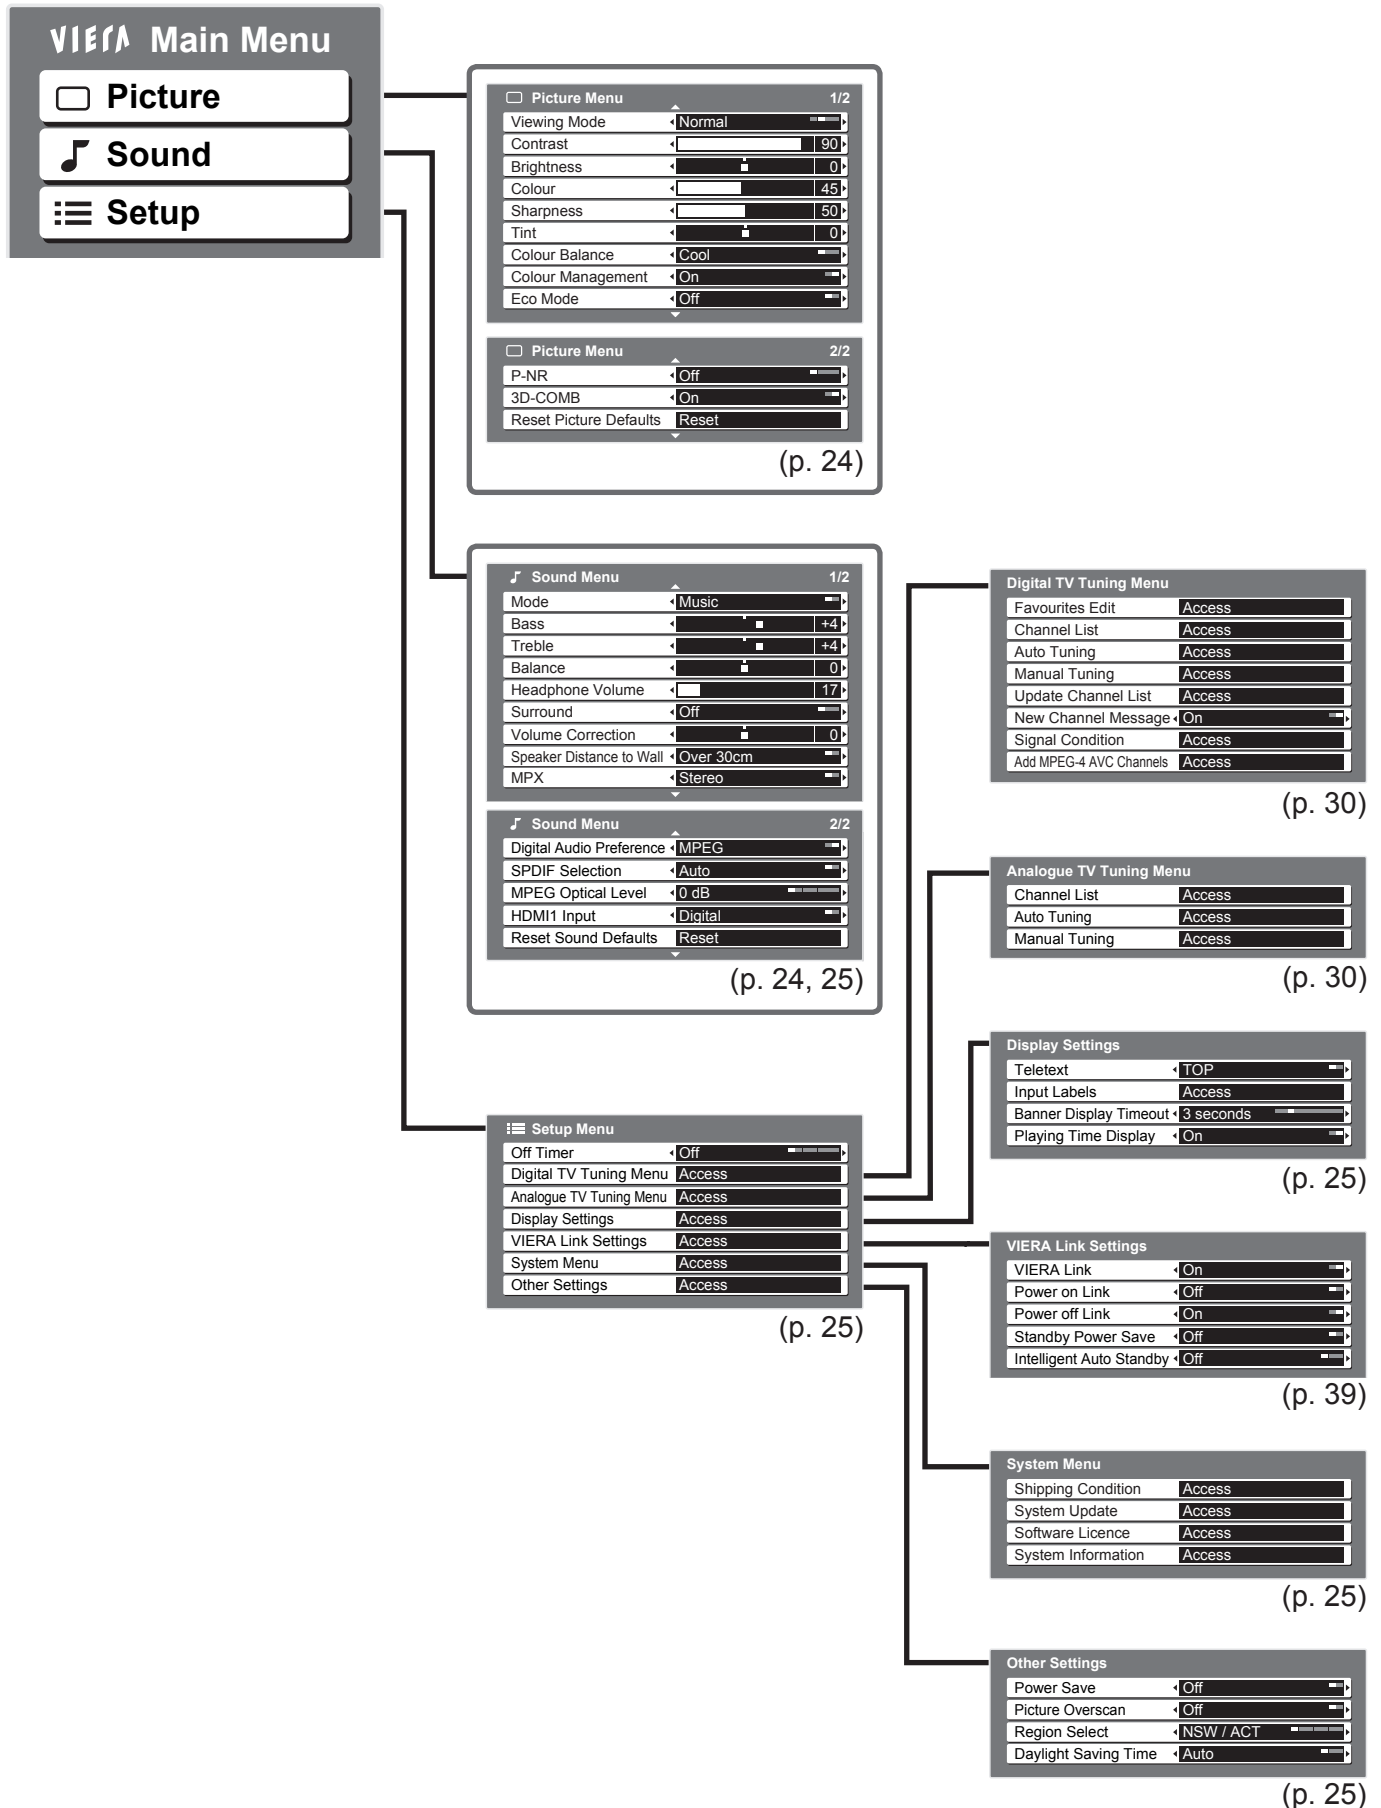 VIERA Main Menu
Picture
Sound
Setup
Picture Menu 1/2
Viewing Mode Normal
Contrast 90
Brightness 0
Colour 45
Sharpness 50
Tint 0
Colour Balance Cool
Colour Management On
Eco Mode Off
Picture Menu 2/2
P-NR Off
3D-COMB On
Reset Picture Defaults Reset
(p. 24)
Sound Menu 1/2
Mode Music
Bass +4
Treble +4
Balance 0
Headphone Volume 17
Surround Off
Volume Correction 0
Speaker Distance to Wall Over 30cm
MPX Stereo
Sound Menu 2/2
Digital Audio Preference MPEG
SPDIF Selection Auto
MPEG Optical Level 0 dB
HDMI1 Input Digital
Reset Sound Defaults Reset
(p. 24, 25)
Setup Menu
Off Timer Off
Digital TV Tuning Menu Access
Analogue TV Tuning Menu Access
Display Settings Access
VIERA Link Settings Access
System Menu Access
Other Settings Access
(p. 25)
Digital TV Tuning Menu
Favourites Edit Access
Channel List Access
Auto Tuning Access
Manual Tuning Access
Update Channel List Access
New Channel Message On
Signal Condition Access
Add MPEG-4 AVC Channels Access
(p. 30)
Analogue TV Tuning Menu
Channel List Access
Auto Tuning Access
Manual Tuning Access
(p. 30)
Display Settings
Teletext TOP
Input Labels Access
Banner Display Timeout 3 seconds
Playing Time Display On
(p. 25)
VIERA Link Settings
VIERA Link On
Power on Link Off
Power off Link On
Standby Power Save Off
Intelligent Auto Standby Off
(p. 39)
System Menu
Shipping Condition Access
System Update Access
Software Licence Access
System Information Access
(p. 25)
Other Settings
Power Save Off
Picture Overscan Off
Region Select NSW / ACT
Daylight Saving Time Auto
(p. 25)